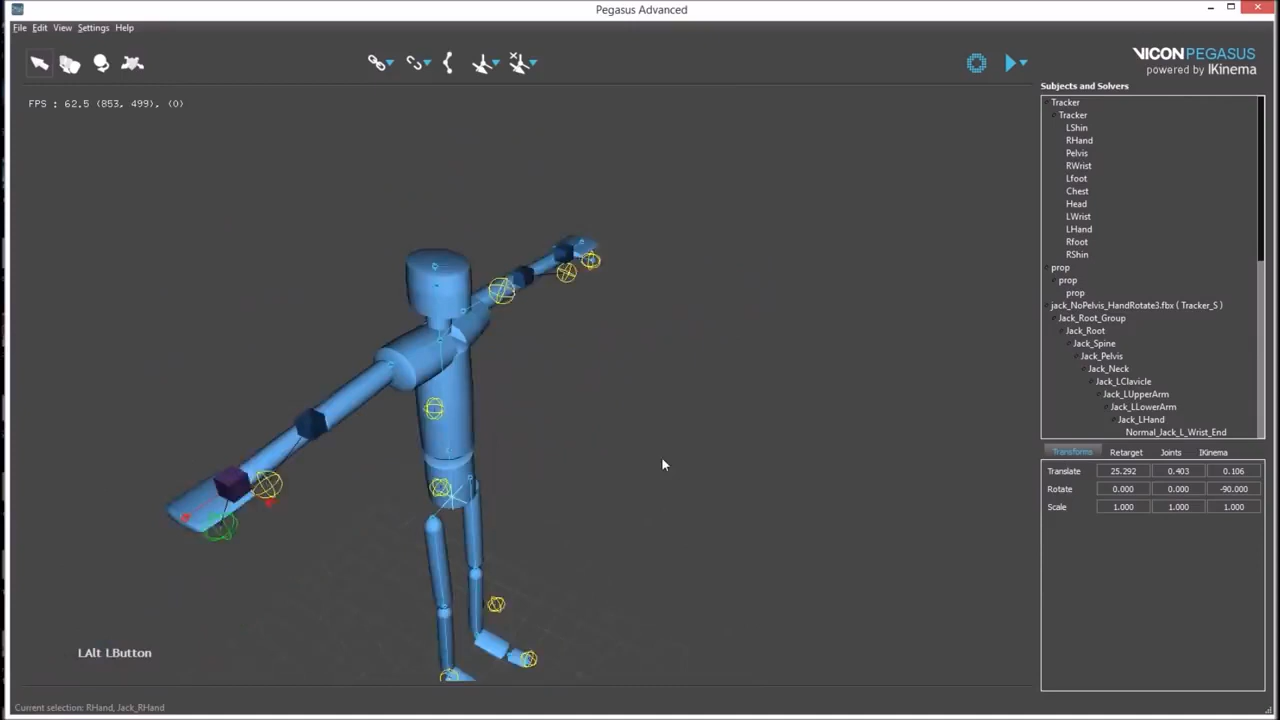 Pegasus Advanced
File Edit View Settings Help
VICON PEGASUS
powered by IKinema
FPS : 62.5 (853, 499), (0)
Subjects and Solvers
Tracker
Tracker
LShin
RHand
Pelvis
RWrist
Lfoot
Chest
Head
LWrist
LHand
Rfoot
RShin
prop
prop
prop
jack_NoPelvis_HandRotate3.fbx ( Tracker_S )
Jack_Root_Group
Jack_Root
Jack_Spine
Jack_Pelvis
Jack_Neck
Jack_LClavicle
Jack_LUpperArm
Jack_LLowerArm
Jack_LHand
Normal_Jack_L_Wrist_End
Transforms Retarget Joints IKinema
Translate 25.292 0.403 0.106
Rotate 0.000 0.000 -90.000
Scale 1.000 1.000 1.000
LAlt LButton
Current selection: RHand, Jack_RHand